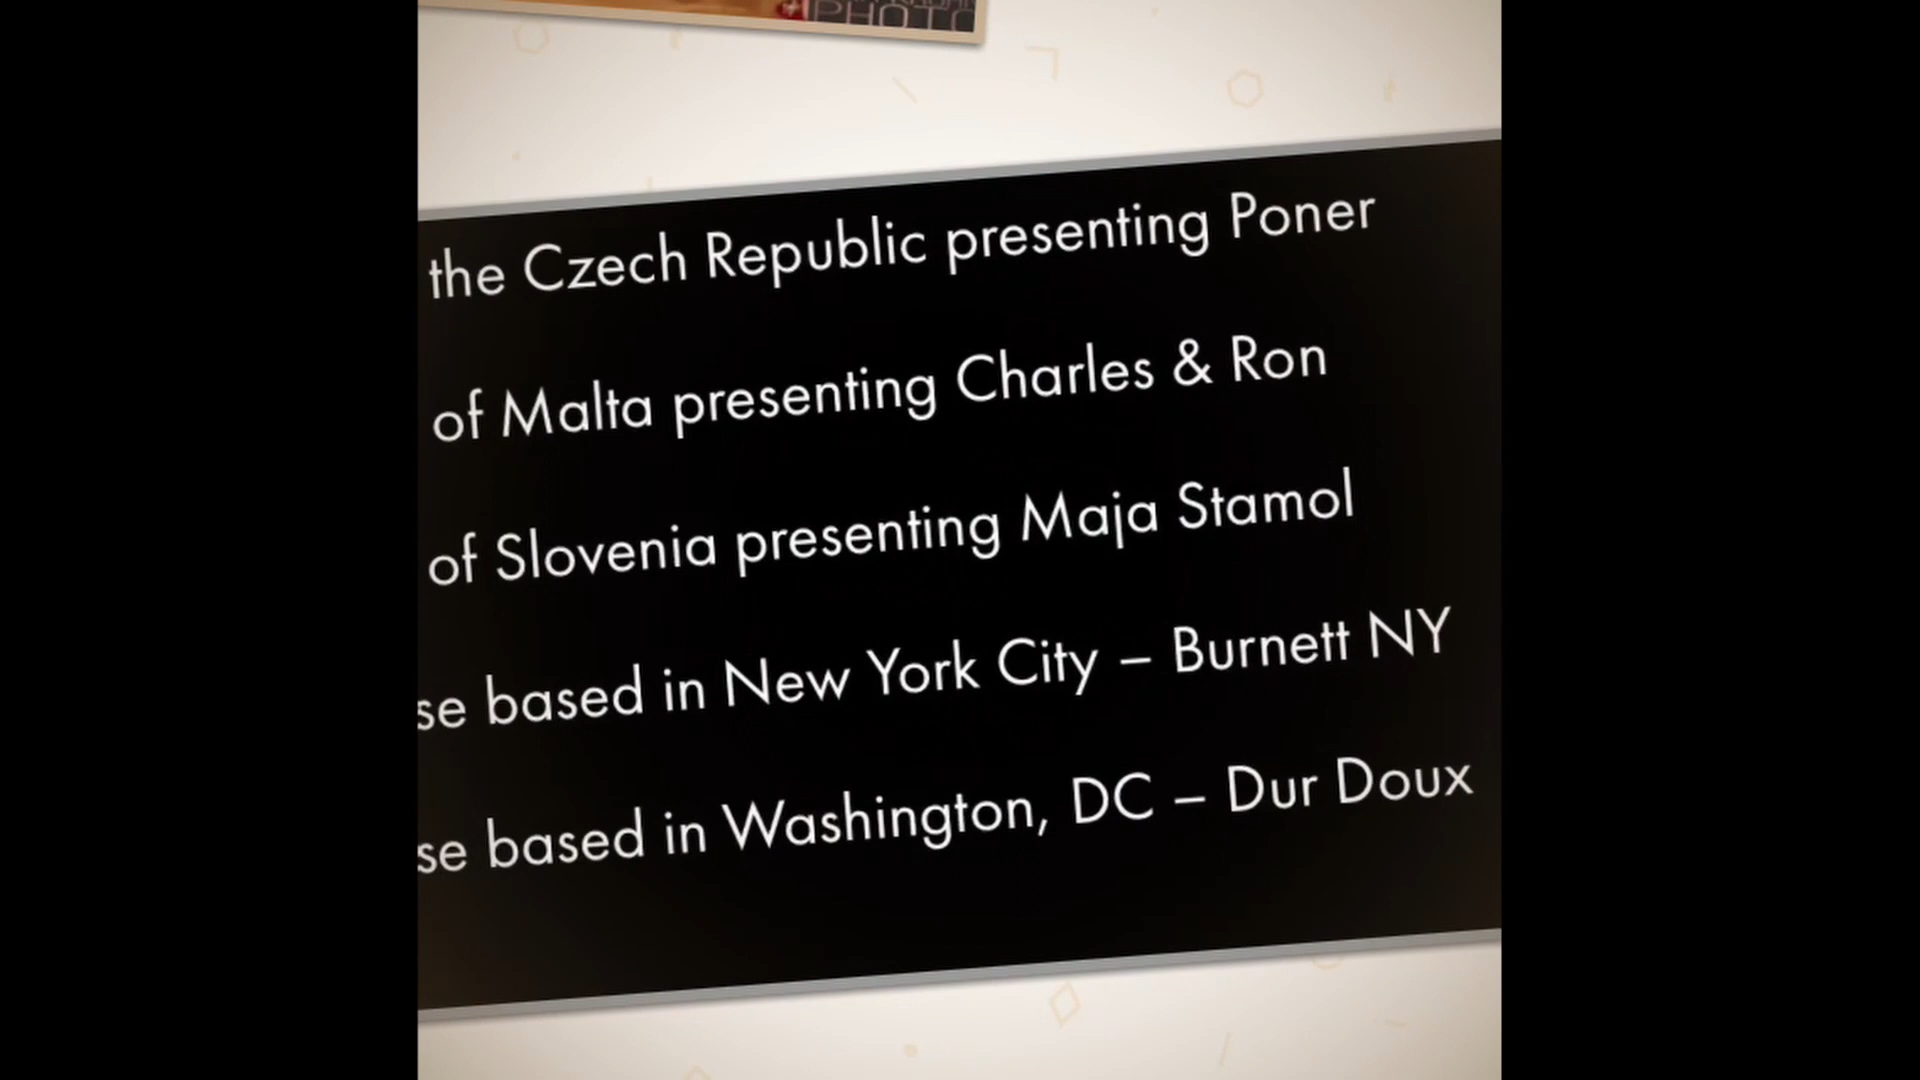 PHOTO
the Czech Republic presenting Poner
of Malta presenting Charles & Ron
of Slovenia presenting Maja Stamol
se based in New York City – Burnett NY
se based in Washington, DC – Dur Doux